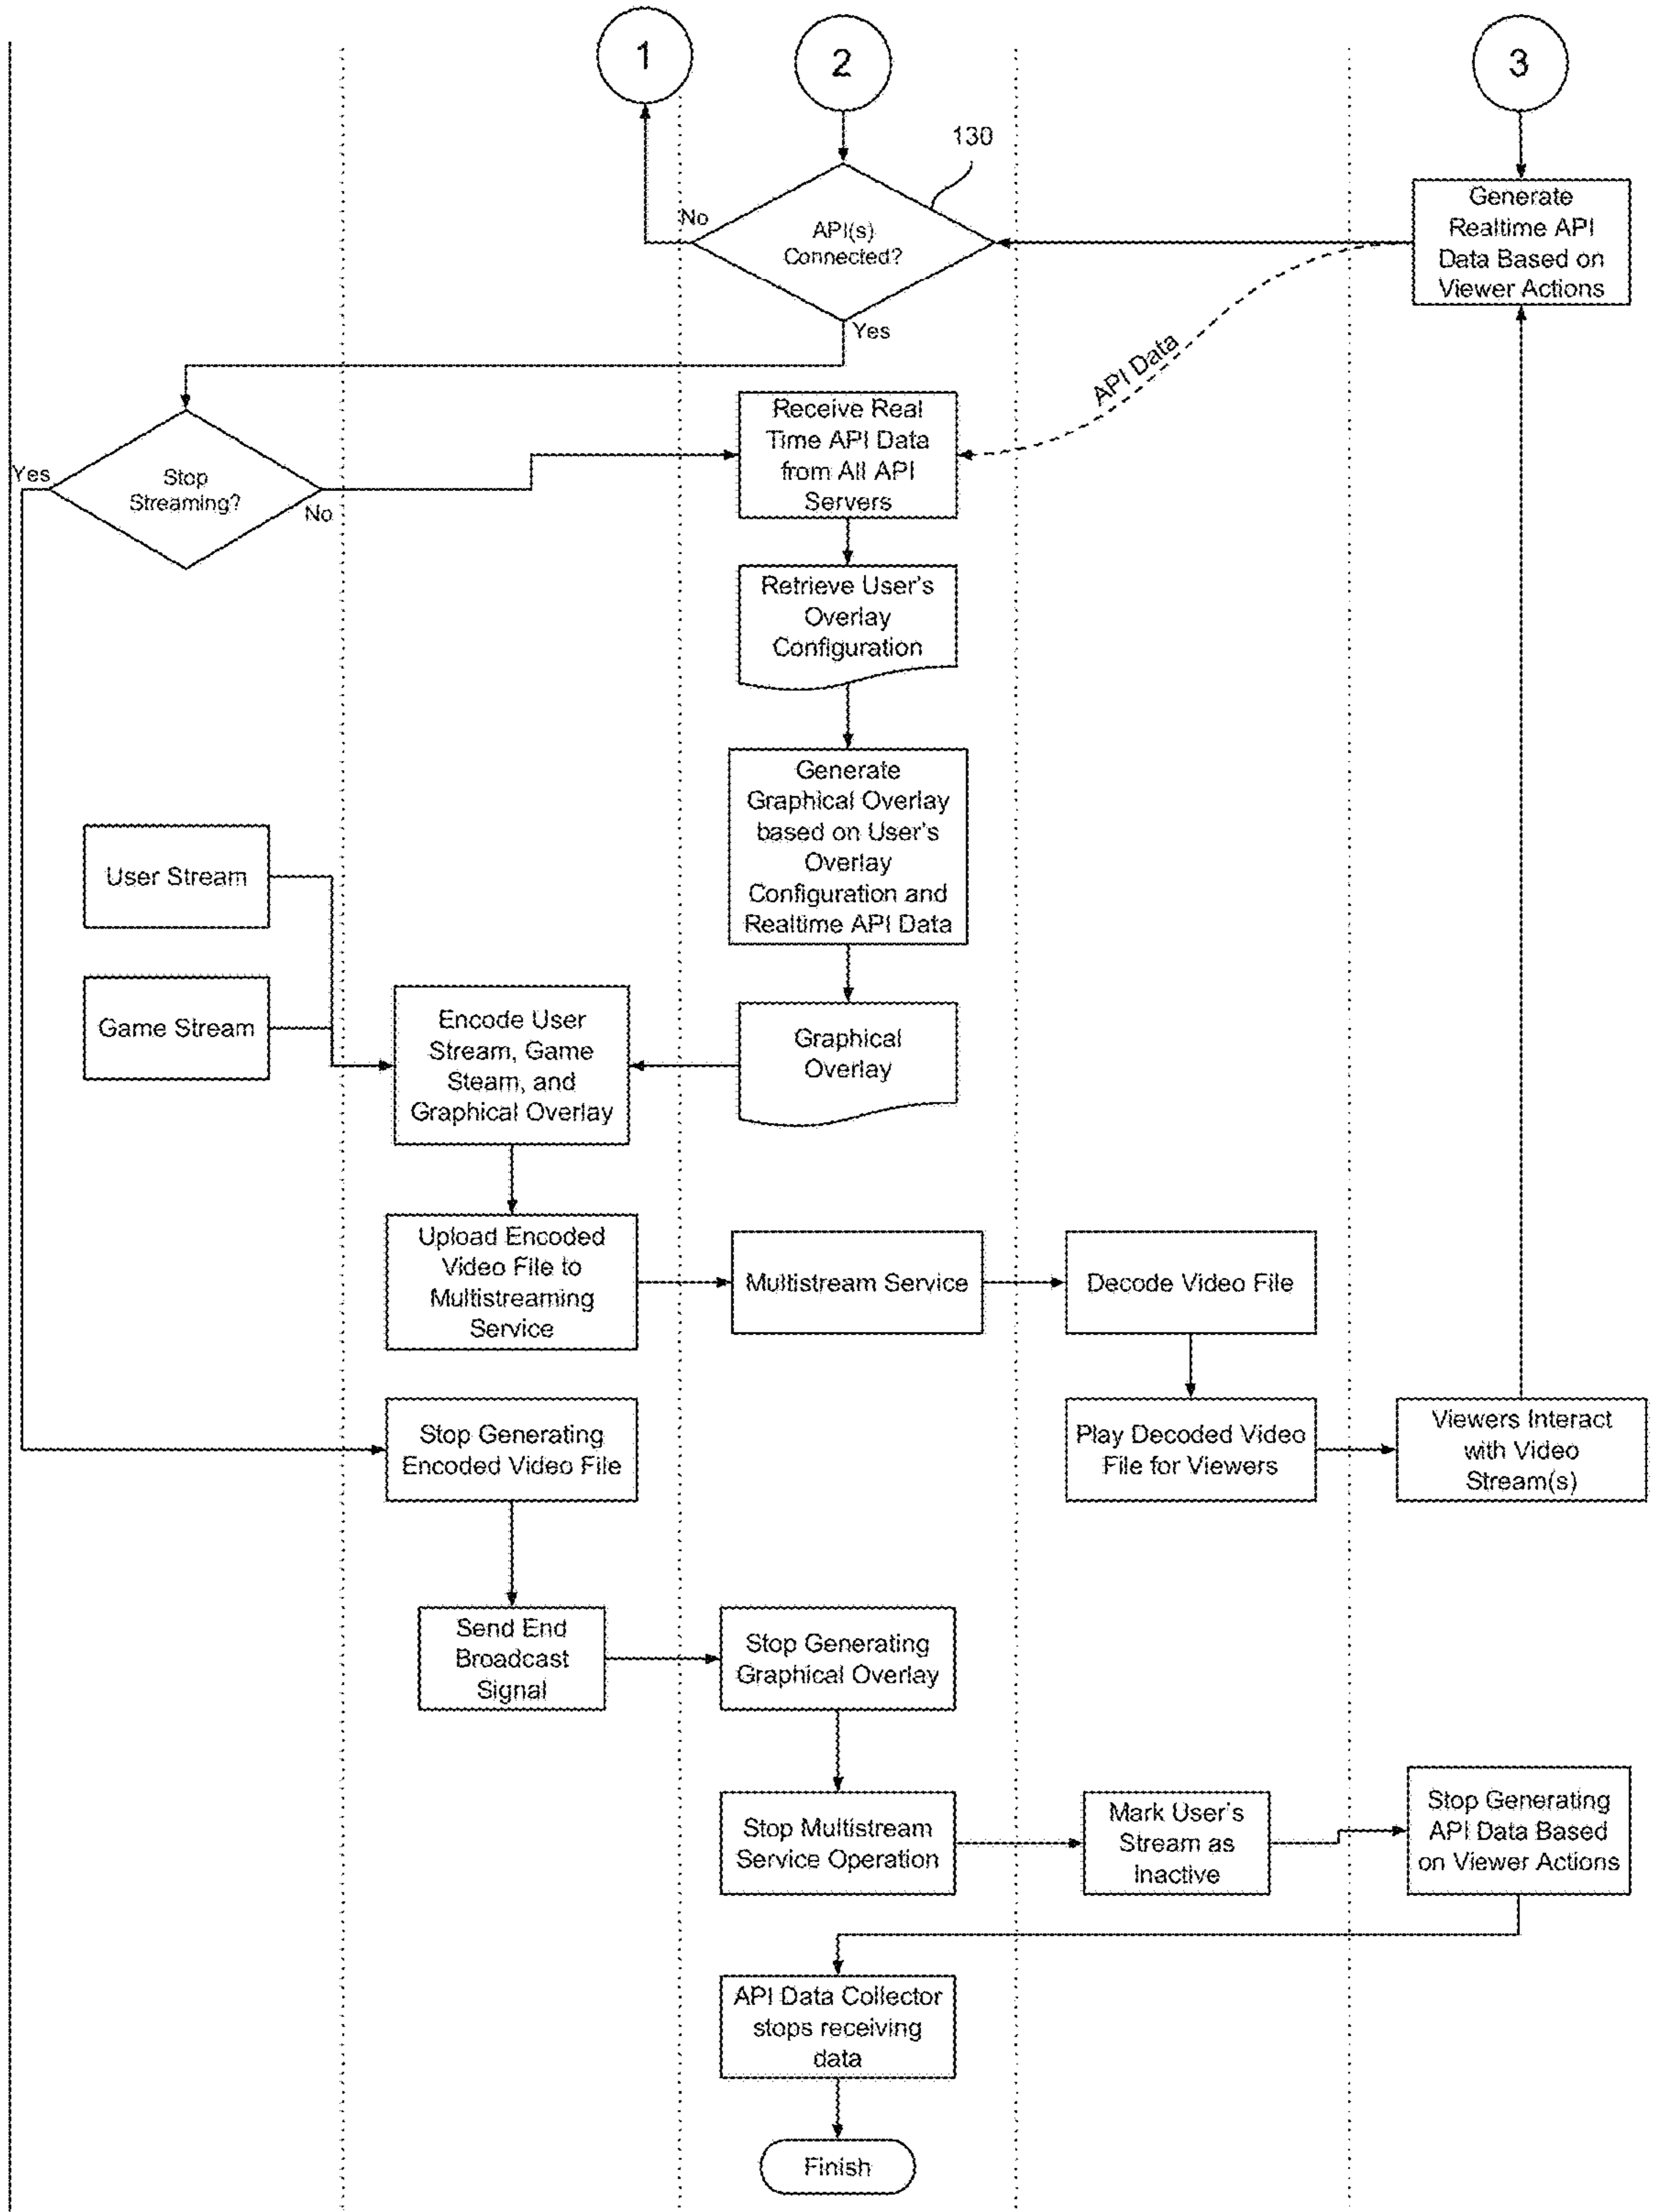 1
2
3
130
No
API(s)
Connected?
Yes
Generate
Realtime API
Data Based on
Viewer Actions
API Data
Yes
Stop
Streaming?
No
Receive Real
Time API Data
from All API
Servers
Retrieve User's
Overlay
Configuration
Generate
Graphical Overlay
based on User's
Overlay
Configuration and
Realtime API Data
User Stream
Game Stream
Encode User
Stream, Game
Steam, and
Graphical Overlay
Graphical
Overlay
Upload Encoded
Video File to
Multistreaming
Service
Multistream Service
Decode Video File
Stop Generating
Encoded Video File
Play Decoded Video
File for Viewers
Viewers Interact
with Video
Stream(s)
Send End
Broadcast
Signal
Stop Generating
Graphical Overlay
Stop Multistream
Service Operation
Mark User's
Stream as
Inactive
Stop Generating
API Data Based
on Viewer Actions
API Data Collector
stops receiving
data
Finish